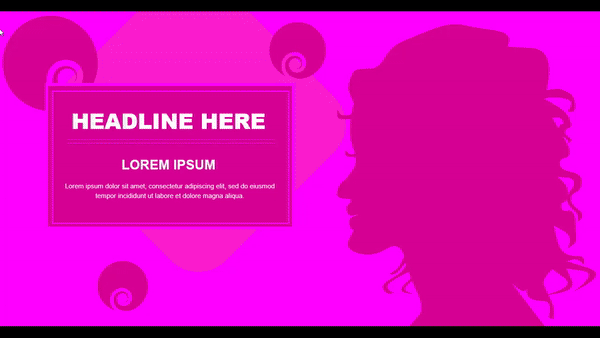 HEADLINE HERE
LOREM IPSUM
Lorem ipsum dolor sit amet, consectetur adipiscing elit, sed do eiusmod
tempor incididunt ut labore et dolore magna aliqua.